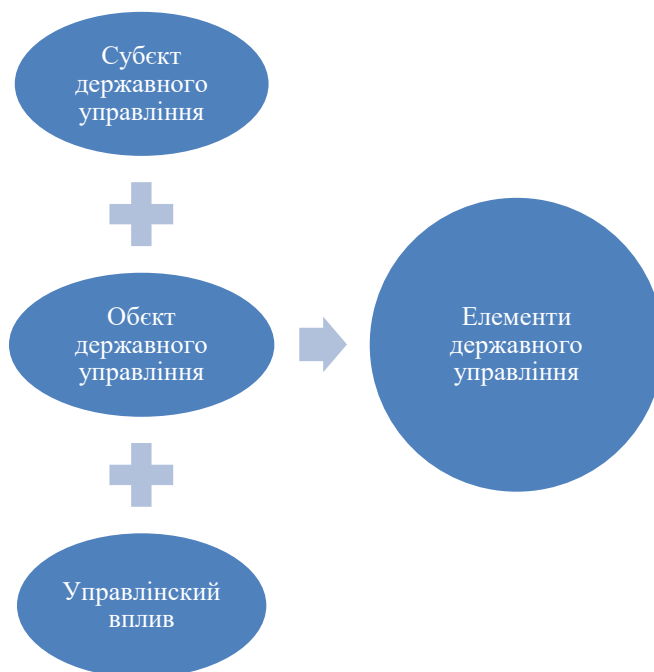 Субєкт
державного
управління
Обєкт
державного
управління
Елементи
державного
управління
Управлінский
вплив